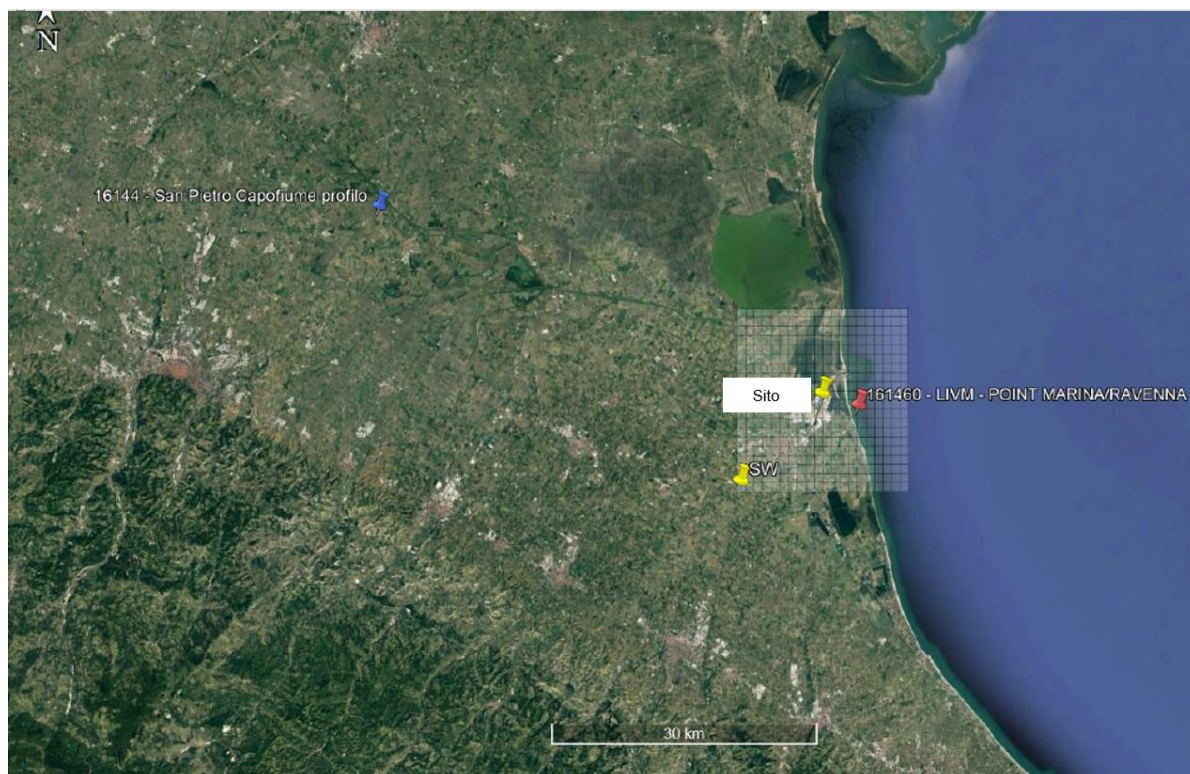 N
16144 - San Pietro Capofiume profilo
Sito
161460 - LIVM - POINT MARINA/RAVENNA
SW
30 km